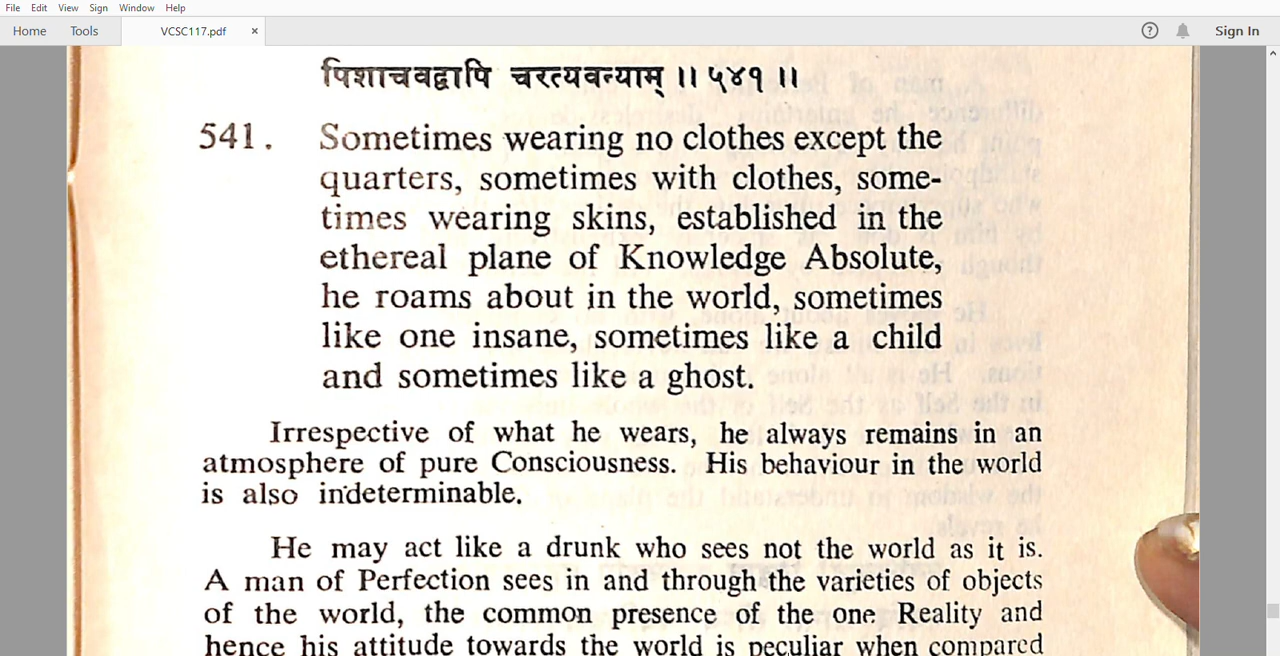 File Edit View Sign Window Help
Home Tools VCSC117.pdf × ? Sign In
पिशाचवद्वापि चरत्यवन्याम् ।। ५४१ ।।
541. Sometimes wearing no clothes except the
quarters, sometimes with clothes, some-
times wearing skins, established in the
ethereal plane of Knowledge Absolute,
he roams about in the world, sometimes
like one insane, sometimes like a child
and sometimes like a ghost.
Irrespective of what he wears, he always remains in an
atmosphere of pure Consciousness. His behaviour in the world
is also indeterminable.
He may act like a drunk who sees not the world as it is.
A man of Perfection sees in and through the varieties of objects
of the world, the common presence of the one Reality and
hence his attitude towards the world is peculiar when compared